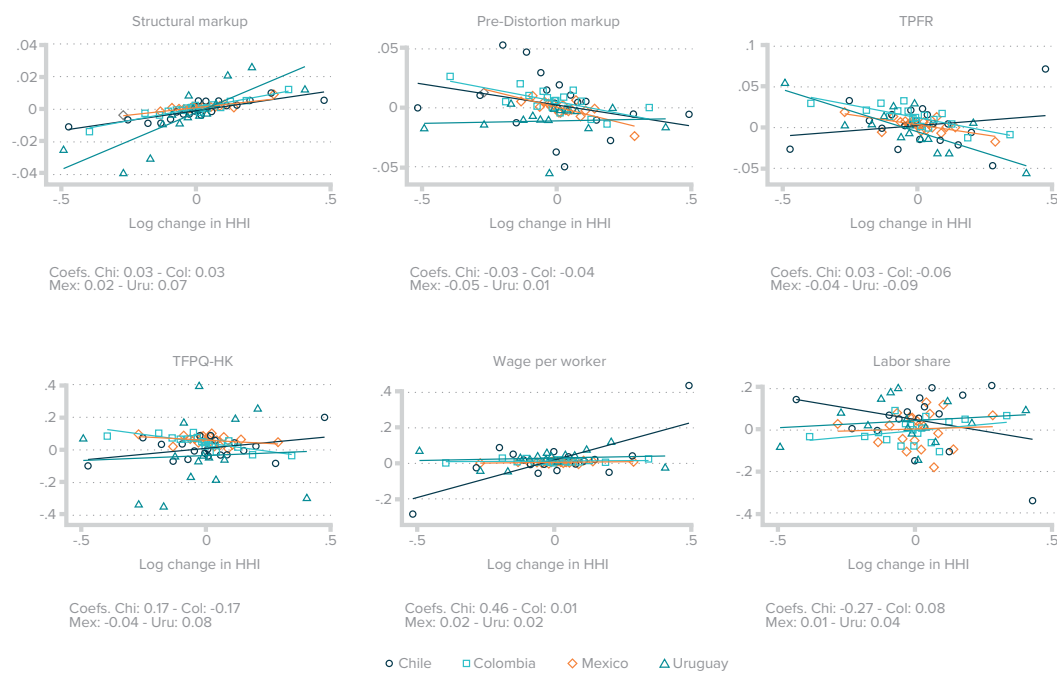 Structural markup
.04
.02
0
-.02
-.04
-.5
0
.5
Log change in HHI
Coefs. Chi: 0.03 - Col: 0.03
Mex: 0.02 - Uru: 0.07
Pre-Distortion markup
.05
0
-.05
-.5
0
.5
Log change in HHI
Coefs. Chi: -0.03 - Col: -0.04
Mex: -0.05 - Uru: 0.01
TPFR
.1
.05
0
-.05
-.5
0
.5
Log change in HHI
Coefs. Chi: 0.03 - Col: -0.06
Mex: -0.04 - Uru: -0.09
TFPQ-HK
.4
.2
0
-.2
-.4
-.5
0
.5
Log change in HHI
Coefs. Chi: 0.17 - Col: -0.17
Mex: -0.04 - Uru: 0.08
Wage per worker
.4
.2
0
-.2
-.5
0
.5
Log change in HHI
Coefs. Chi: 0.46 - Col: 0.01
Mex: 0.02 - Uru: 0.02
Labor share
.2
0
-.2
-.4
-.5
0
.5
Log change in HHI
Coefs. Chi: -0.27 - Col: 0.08
Mex: 0.01 - Uru: 0.04
Chile Colombia Mexico Uruguay